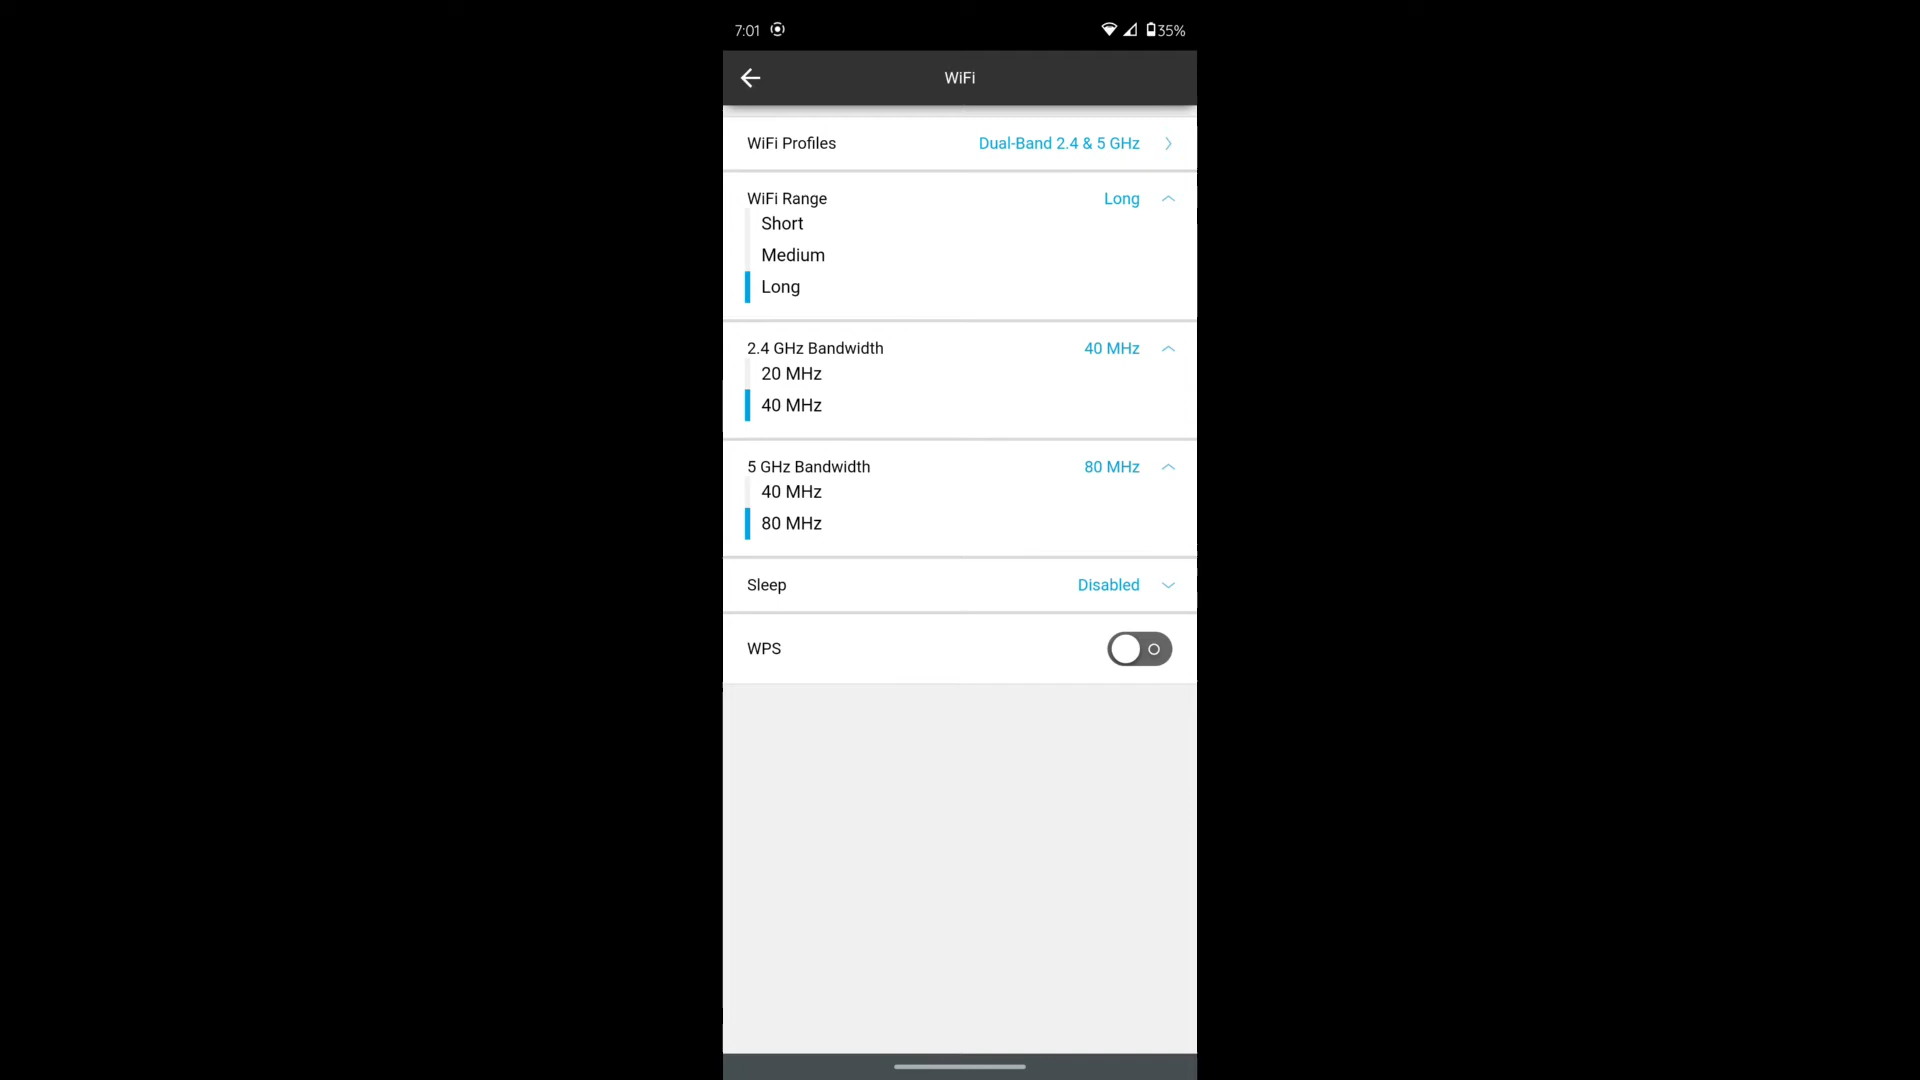 7:01 35%
WiFi
WiFi Profiles Dual-Band 2.4 & 5 GHz
WiFi Range Long
Short
Medium
Long
2.4 GHz Bandwidth 40 MHz
20 MHz
40 MHz
5 GHz Bandwidth 80 MHz
40 MHz
80 MHz
Sleep Disabled
WPS